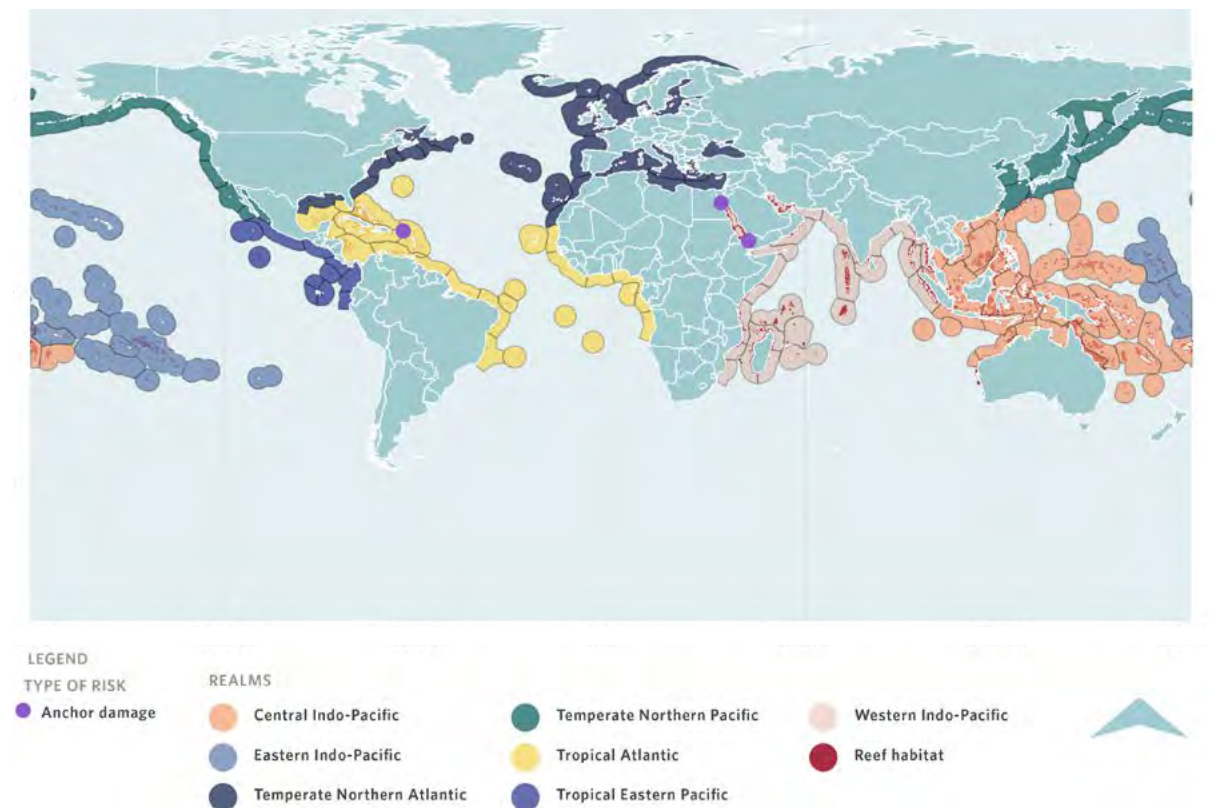 LEGEND
TYPE OF RISK
Anchor damage
REALMS
Central Indo-Pacific
Eastern Indo-Pacific
Temperate Northern Atlantic
Temperate Northern Pacific
Tropical Atlantic
Tropical Eastern Pacific
Western Indo-Pacific
Reef habitat